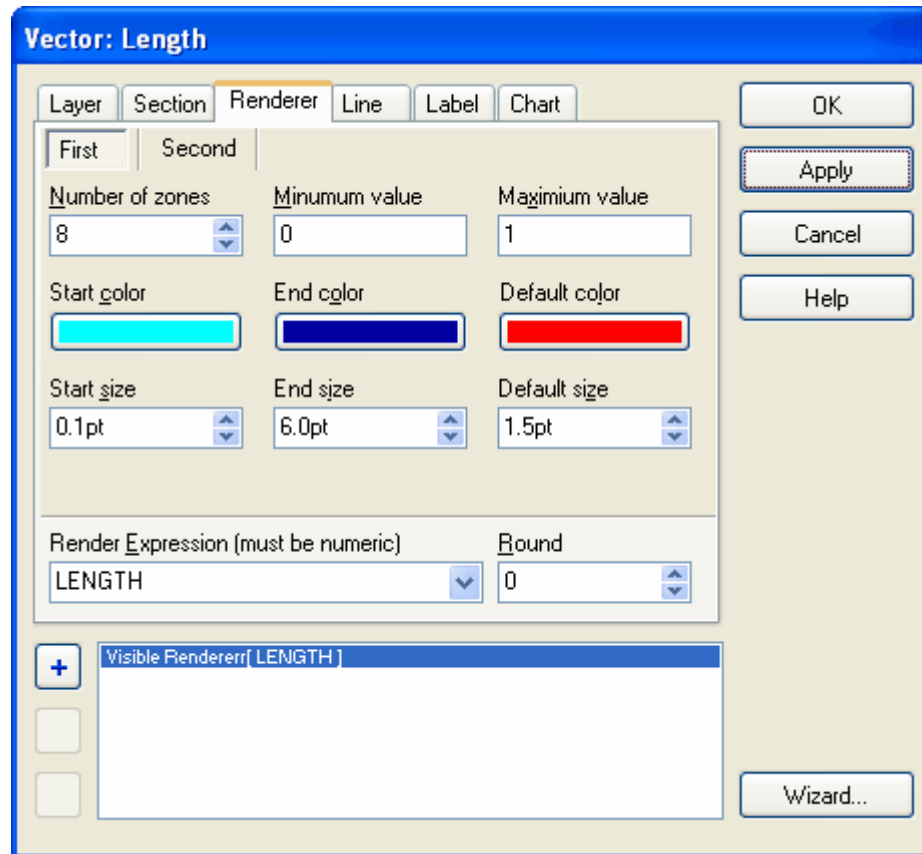 Vector: Length
Layer Section Renderer Line Label Chart
OK
First Second
Apply
Number of zones Minumum value Maximium value
8 0 1
Cancel
Start color End color Default color
Help
Start size End size Default size
0.1pt 6.0pt 1.5pt
Render Expression (must be numeric) Round
LENGTH 0
+ Visible Rendererr[ LENGTH ]
Wizard...